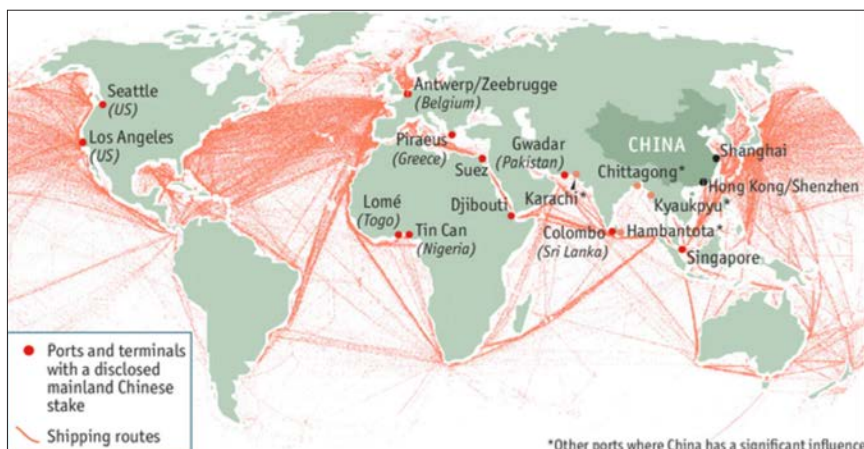 Seattle
(US)
Los Angeles
(US)
Antwerp/Zeebrugge
(Belgium)
Piraeus
(Greece)
Suez
Gwadar
(Pakistan)
Karachi*
CHINA
Shanghai
Chittagong*
Hong Kong/Shenzhen
Kyaukpyu*
Lomé
(Togo)
Tin Can
(Nigeria)
Djibouti
Colombo
(Sri Lanka)
Hambantota*
Singapore
Ports and terminals
with a disclosed
mainland Chinese
stake
Shipping routes
*Other ports where China has a significant influence